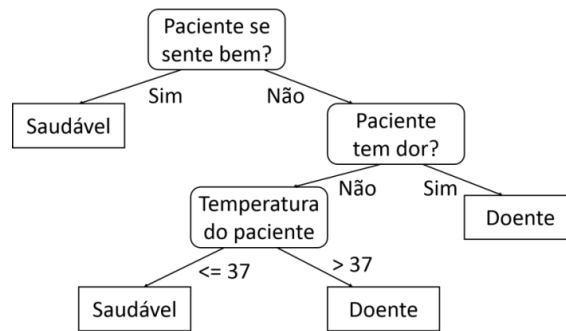 Paciente se
sente bem?
Sim
Não
Saudável
Paciente
tem dor?
Não
Sim
Temperatura
do paciente
Doente
<= 37
> 37
Saudável
Doente